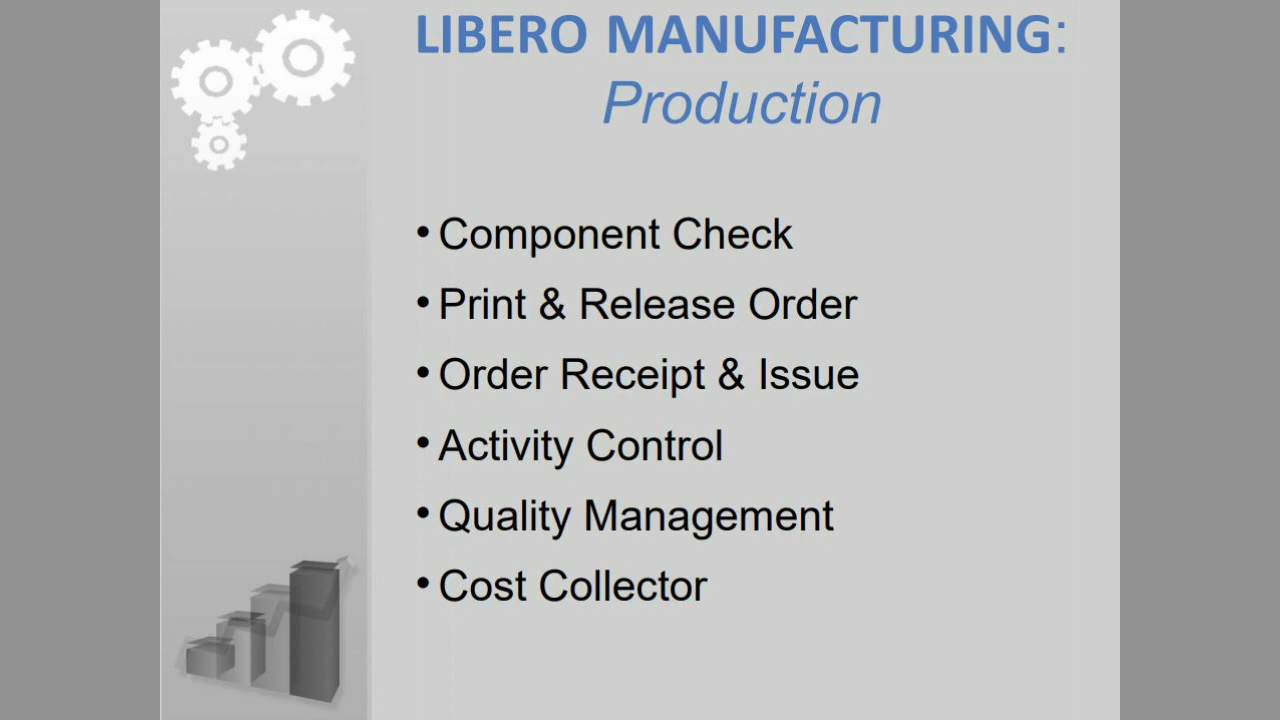 LIBERO MANUFACTURING:
Production
• Component Check
• Print & Release Order
• Order Receipt & Issue
• Activity Control
• Quality Management
• Cost Collector